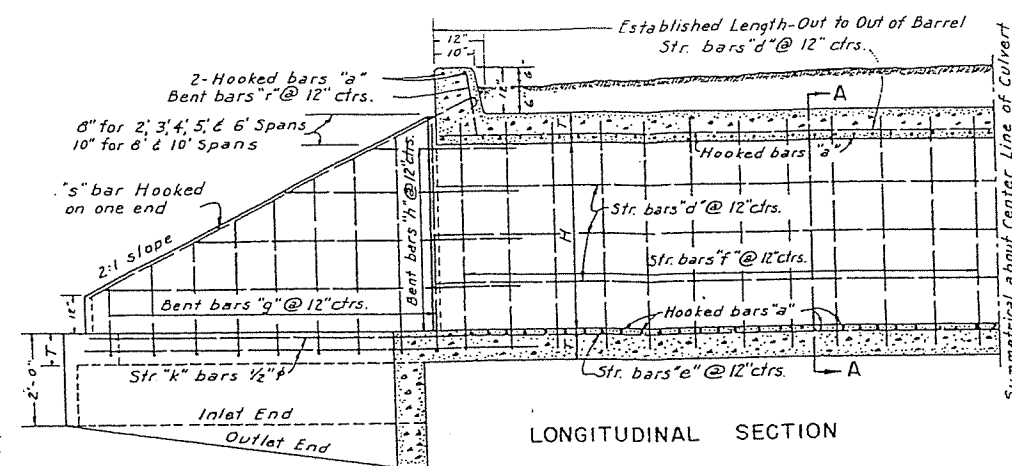 Established Length-Out to Out of Barrel
Str. bars "d" @ 12" ctrs.
12"
10"
2-Hooked bars "a"
Bent bars "r" @ 12" ctrs.
12"
6"
6"
8" for 2', 3', 4', 5' & 6' Spans
10" for 8' & 10' Spans
A
T
Hooked bars "a"
"s" bar Hooked
on one end
2:1 slope
Bent bars "h" @ 12" ctrs.
Str. bars "d" @ 12" ctrs.
H
Str. bars "f" @ 12" ctrs.
12"
Bent bars "g" @ 12" ctrs.
Hooked bars "a"
T
Str. "k" bars 1/2" ϕ
T
Str. bars "e" @ 12" ctrs.
A
2'-0"
Inlet End
Outlet End
LONGITUDINAL SECTION
Symmetrical about Center Line of Culvert